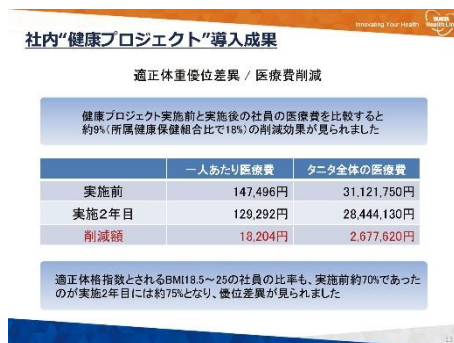 Innovating Your Health
TANITA
Health Link
社内“健康プロジェクト”導入成果
適正体重優位差異 / 医療費削減
健康プロジェクト実施前と実施後の社員の医療費を比較すると
約9%(所属健康保健組合比で18%)の削減効果が見られました
一人あたり医療費 タニタ全体の医療費
実施前 147,496円 31,121,750円
実施2年目 129,292円 28,444,130円
削減額 18,204円 2,677,620円
適正体格指数とされるBMI18.5～25の社員の比率も、実施前約70%であった
のが実施2年目には約75%となり、優位差異が見られました
13